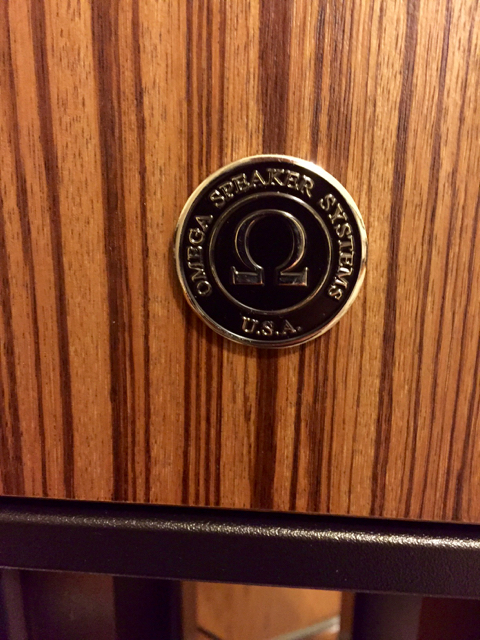 OMEGA SPEAKER SYSTEMS
Ω
U.S.A.